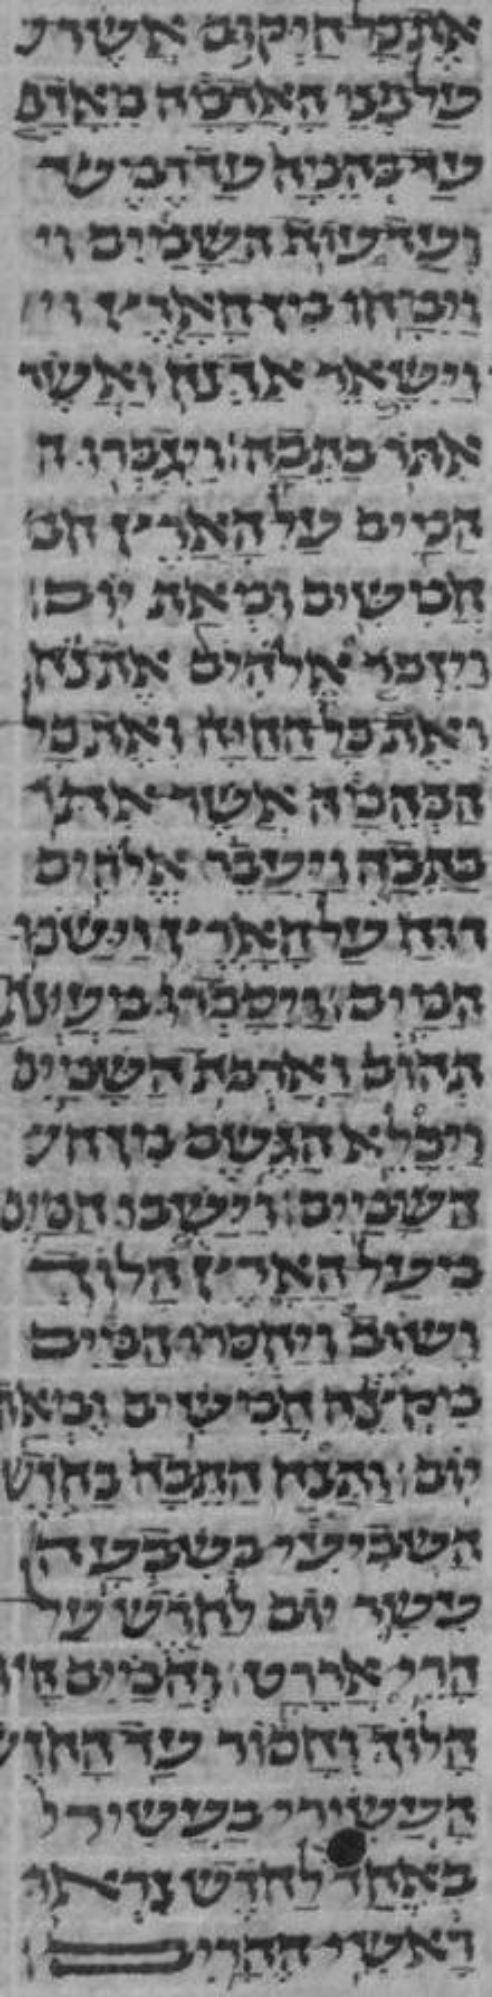 את כל היקום אשר ע
על פני האדמה מאדם
עד בהמה עד רמש עד
ועד עוף השמים וי
וימחו מן הארץ וי
וישאר אך נח ואשר
אתו בתבה׃ ויגברו ה
המים על הארץ חמ
חמשים ומאת יום׃
ויזכר אלהים את נח
ואת כל החיה ואת כל
הבהמה אשר אתו
בתבה ויעבר אלהים
רוח על הארץ וישכו
המים׃ ויסכרו מעינת
תהום וארבת השמים
ויכלא הגשם מן הש
השמים׃ וישבו המים
מעל הארץ הלוך
ושוב ויחסרו המים
מקצה חמשים ומאת
יום׃ ותנח התבה בחדש
השביעי בשבעה
עשר יום לחדש על
הרי אררט׃ והמים היו
הלוך וחסור עד החדש
העשירי בעשירי
באחד לחדש נראו
ראשי ההרים